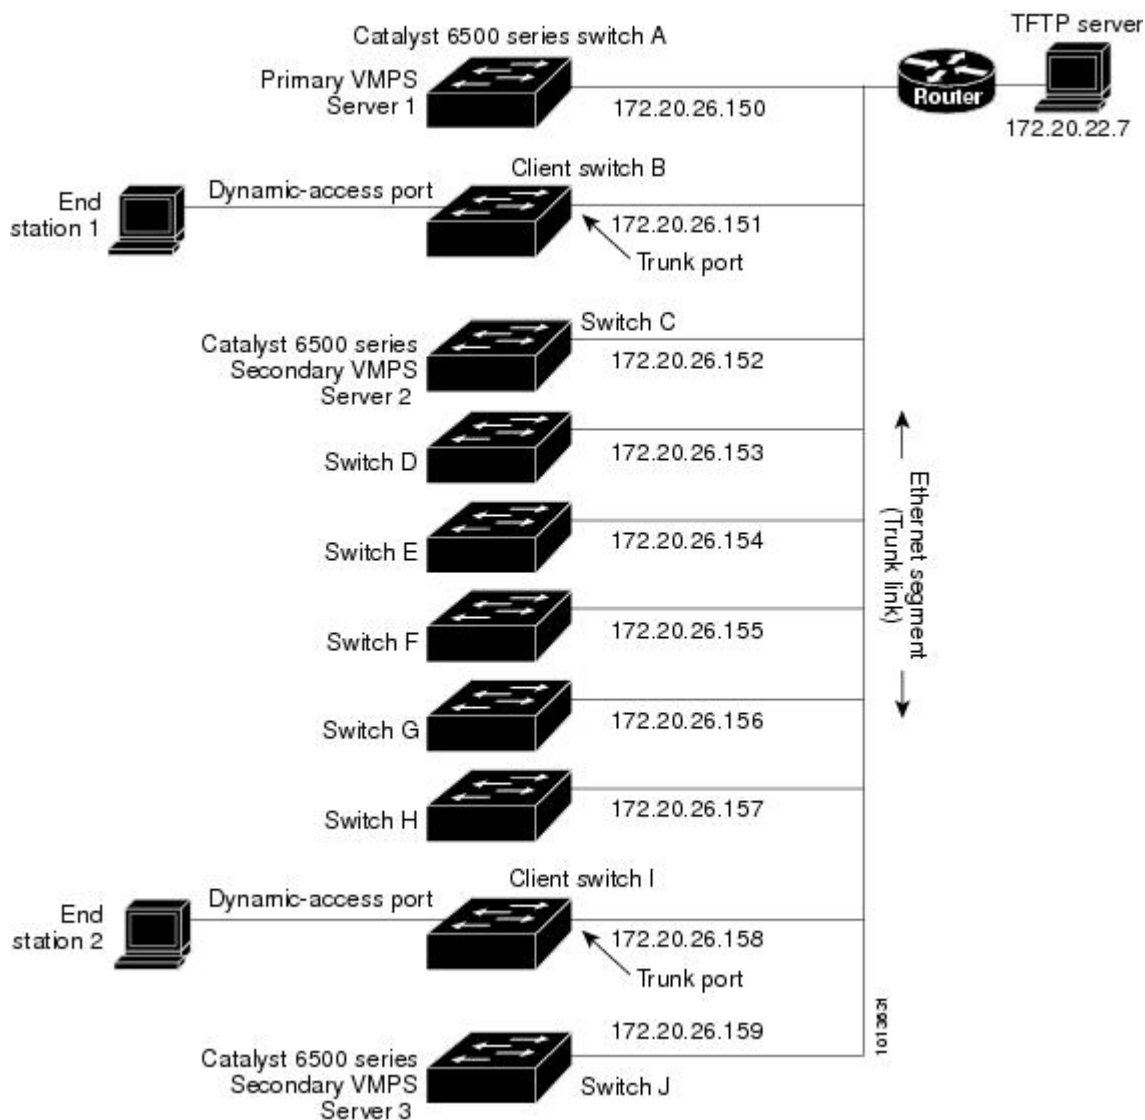 Catalyst 6500 series switch A
TFTP server
Primary VMPS
Server 1
172.20.26.150
Router
172.20.22.7
Client switch B
Dynamic-access port
End
station 1
172.20.26.151
Trunk port
Switch C
Catalyst 6500 series
Secondary VMPS
Server 2
172.20.26.152
Switch D
172.20.26.153
Switch E
172.20.26.154
Switch F
172.20.26.155
Switch G
172.20.26.156
Ethernet segment
(Trunk link)
Switch H
172.20.26.157
Client switch I
Dynamic-access port
End
station 2
172.20.26.158
Trunk port
172.20.26.159
Catalyst 6500 series
Secondary VMPS
Server 3
Switch J